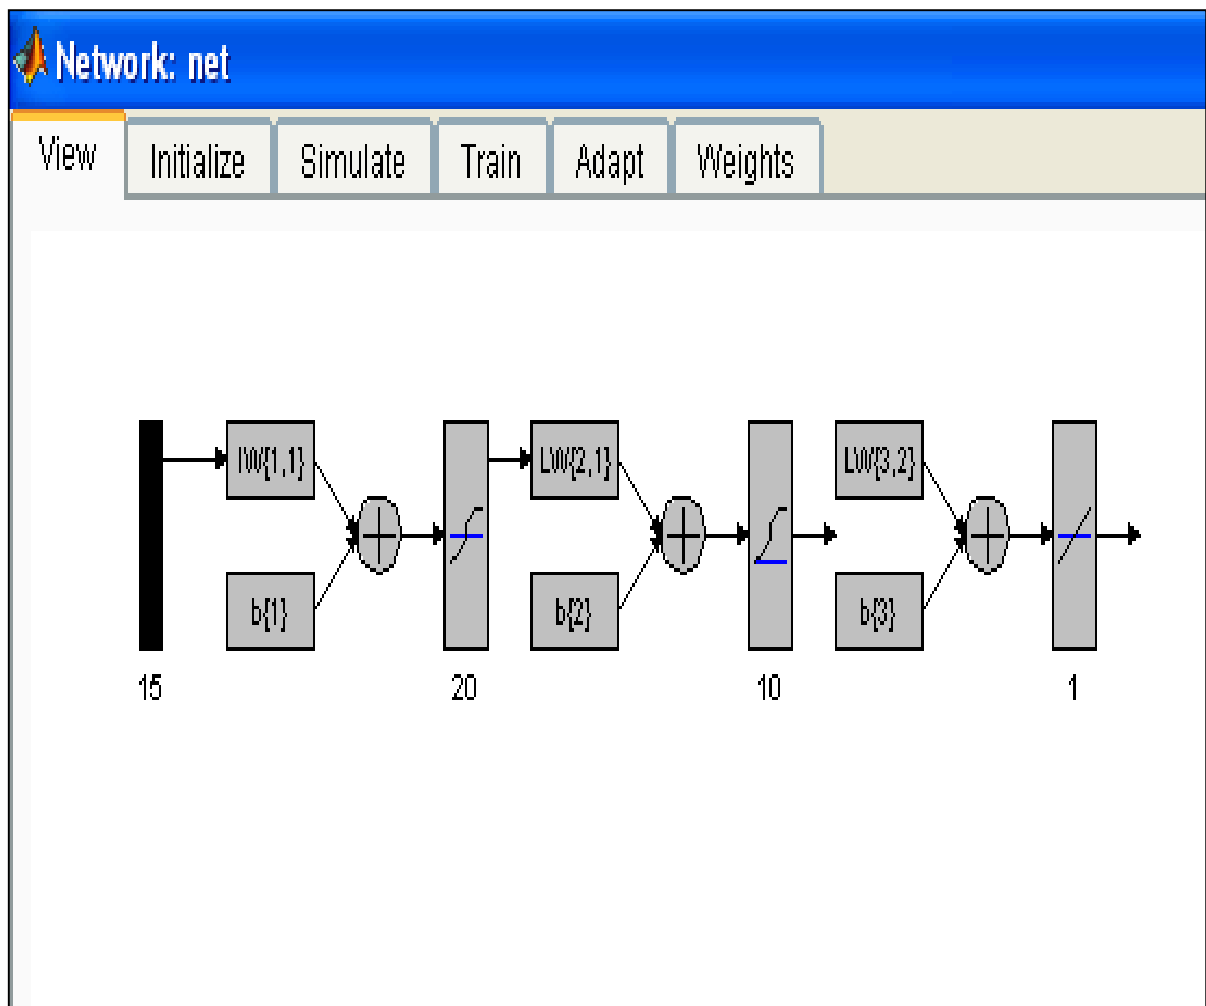 Network: net
View Initialize Simulate Train Adapt Weights
IW{1,1} LW{2,1} LW{3,2}
b{1} b{2} b{3}
15 20 10 1